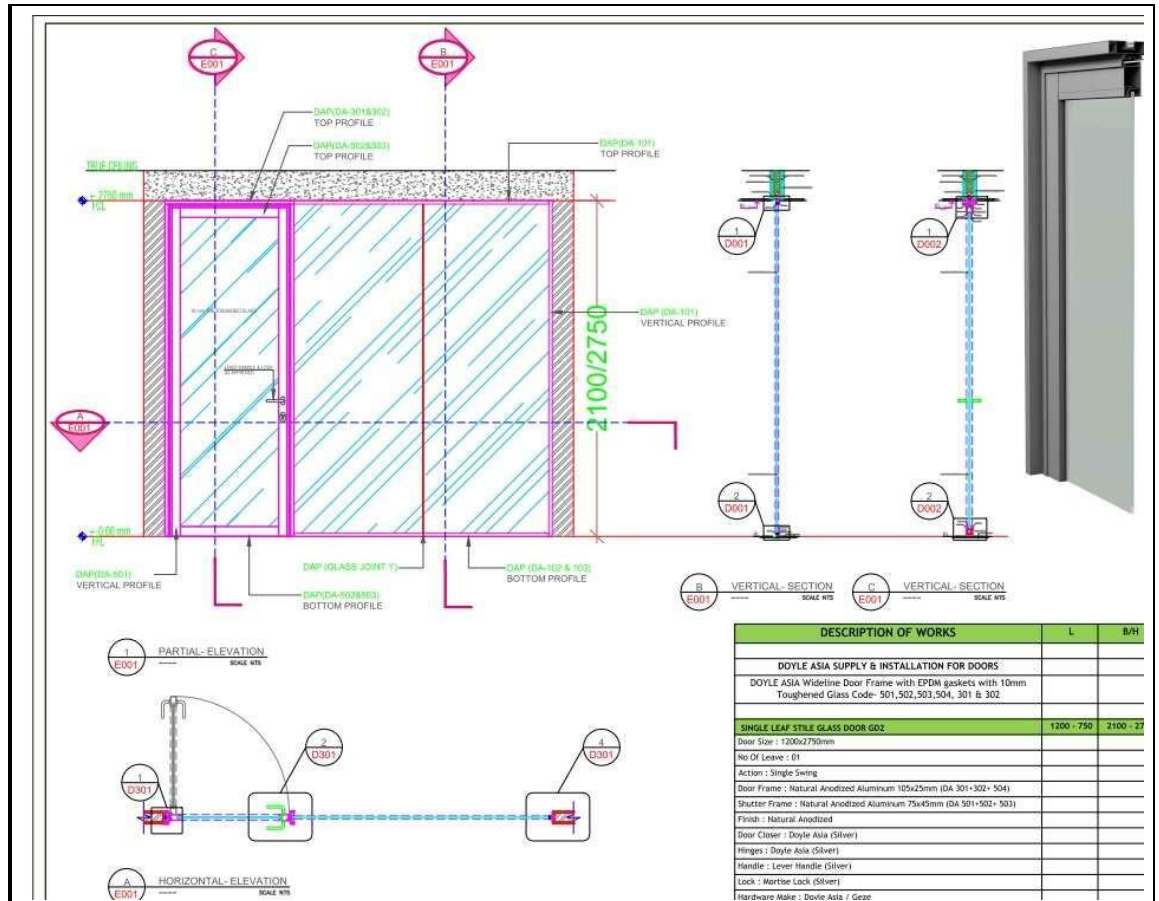 C
E001
B
E001
DAP(DA-301&302)
TOP PROFILE
DAP(DA-502&503)
TOP PROFILE
DAP(DA-101)
TOP PROFILE
TRUE CEILING
+ 2750 mm
FCL
1
D001
1
D002
2100/2750
DAP (DA-101)
VERTICAL PROFILE
LEVER HANDLE & LOCK
A
E001
2
D001
2
D002
FFL
DAP(DA-501)
VERTICAL PROFILE
DAP (GLASS JOINT 'I')
DAP (DA-102 & 103)
BOTTOM PROFILE
DAP(DA-502&503)
BOTTOM PROFILE
B
E001
VERTICAL- SECTION
SCALE NTS
C
E001
VERTICAL- SECTION
SCALE NTS
1
E001
PARTIAL- ELEVATION
SCALE NTS
DESCRIPTION OF WORKS L B/H
DOYLE ASIA SUPPLY & INSTALLATION FOR DOORS
DOYLE ASIA Wideline Door Frame with EPDM gaskets with 10mm
Toughened Glass Code- 501,502,503,504, 301 & 302
SINGLE LEAF STILE GLASS DOOR GD2 1200 - 750 2100 - 27
Door Size : 1200x2750mm
No Of Leave : 01
Action : Single Swing
Door Frame : Natural Anodized Aluminum 105x25mm (DA 301+302+ 504)
Shutter Frame : Natural Anodized Aluminum 75x45mm (DA 501+502+ 503)
Finish : Natural Anodized
Door Closer : Doyle Asia (Silver)
Hinges : Doyle Asia (Silver)
Handle : Lever Handle (Silver)
Lock : Mortise Lock (Silver)
Hardware Make : Doyle Asia / Geze
1
D301
2
D301
4
D301
A
E001
HORIZONTAL- ELEVATION
SCALE NTS